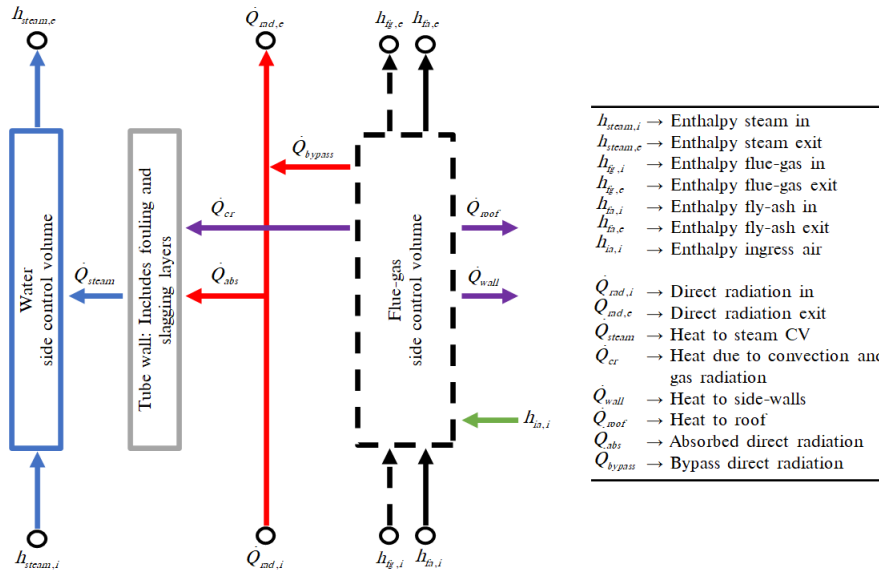 h_steam,e
Q̇_rad,e
h_fg,e
h_fa,e
Q̇_bypass
Q̇_cr
Q̇_roof
Q̇_steam
Q̇_abs
Q̇_wall
Water
side control volume
Tube wall: Includes fouling and
slagging layers
Flue-gas
side control volume
h_ia,i
h_steam,i
Q̇_rad,i
h_fg,i
h_fa,i
h_steam,i → Enthalpy steam in
h_steam,e → Enthalpy steam exit
h_fg,i → Enthalpy flue-gas in
h_fg,e → Enthalpy flue-gas exit
h_fa,i → Enthalpy fly-ash in
h_fa,e → Enthalpy fly-ash exit
h_ia,i → Enthalpy ingress air
Q̇_rad,i → Direct radiation in
Q̇_rad,e → Direct radiation exit
Q̇_steam → Heat to steam CV
Q̇_cr → Heat due to convection and
gas radiation
Q̇_wall → Heat to side-walls
Q̇_roof → Heat to roof
Q̇_abs → Absorbed direct radiation
Q̇_bypass → Bypass direct radiation